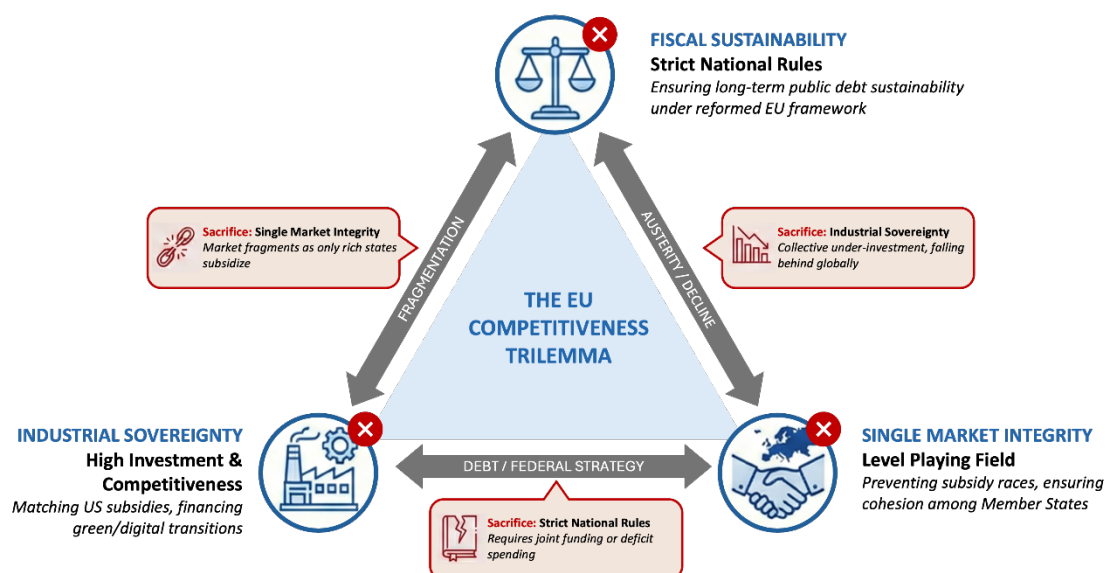 FISCAL SUSTAINABILITY
Strict National Rules
Ensuring long-term public debt sustainability
under reformed EU framework
FRAGMENTATION
AUSTERITY / DECLINE
Sacrifice: Single Market Integrity
Market fragments as only rich states
subsidize
Sacrifice: Industrial Sovereignty
Collective under-investment, falling
behind globally
THE EU
COMPETITIVENESS
TRILEMMA
INDUSTRIAL SOVEREIGNTY
High Investment &
Competitiveness
Matching US subsidies, financing
green/digital transitions
DEBT / FEDERAL STRATEGY
SINGLE MARKET INTEGRITY
Level Playing Field
Preventing subsidy races, ensuring
cohesion among Member States
Sacrifice: Strict National Rules
Requires joint funding or deficit
spending